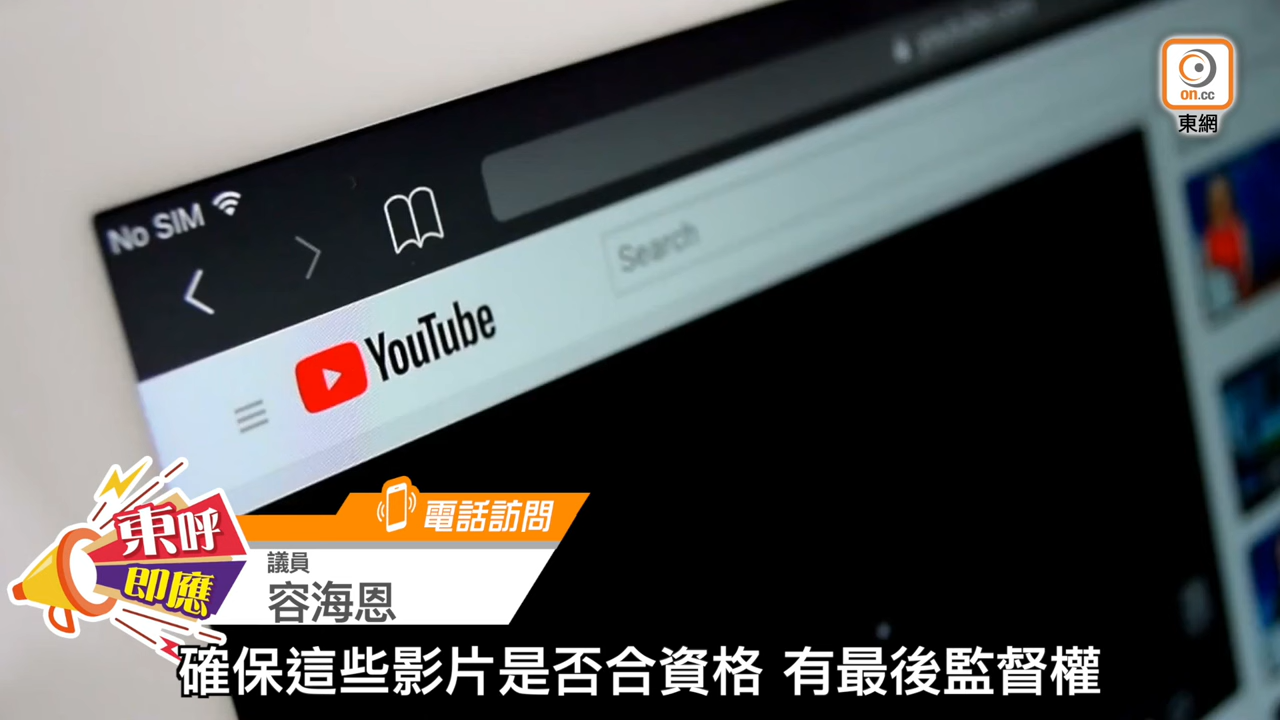 on.cc
東網
No SIM
Search
YouTube
電話訪問
東呼
即應
議員
容海恩
確保這些影片是否合資格 有最後監督權